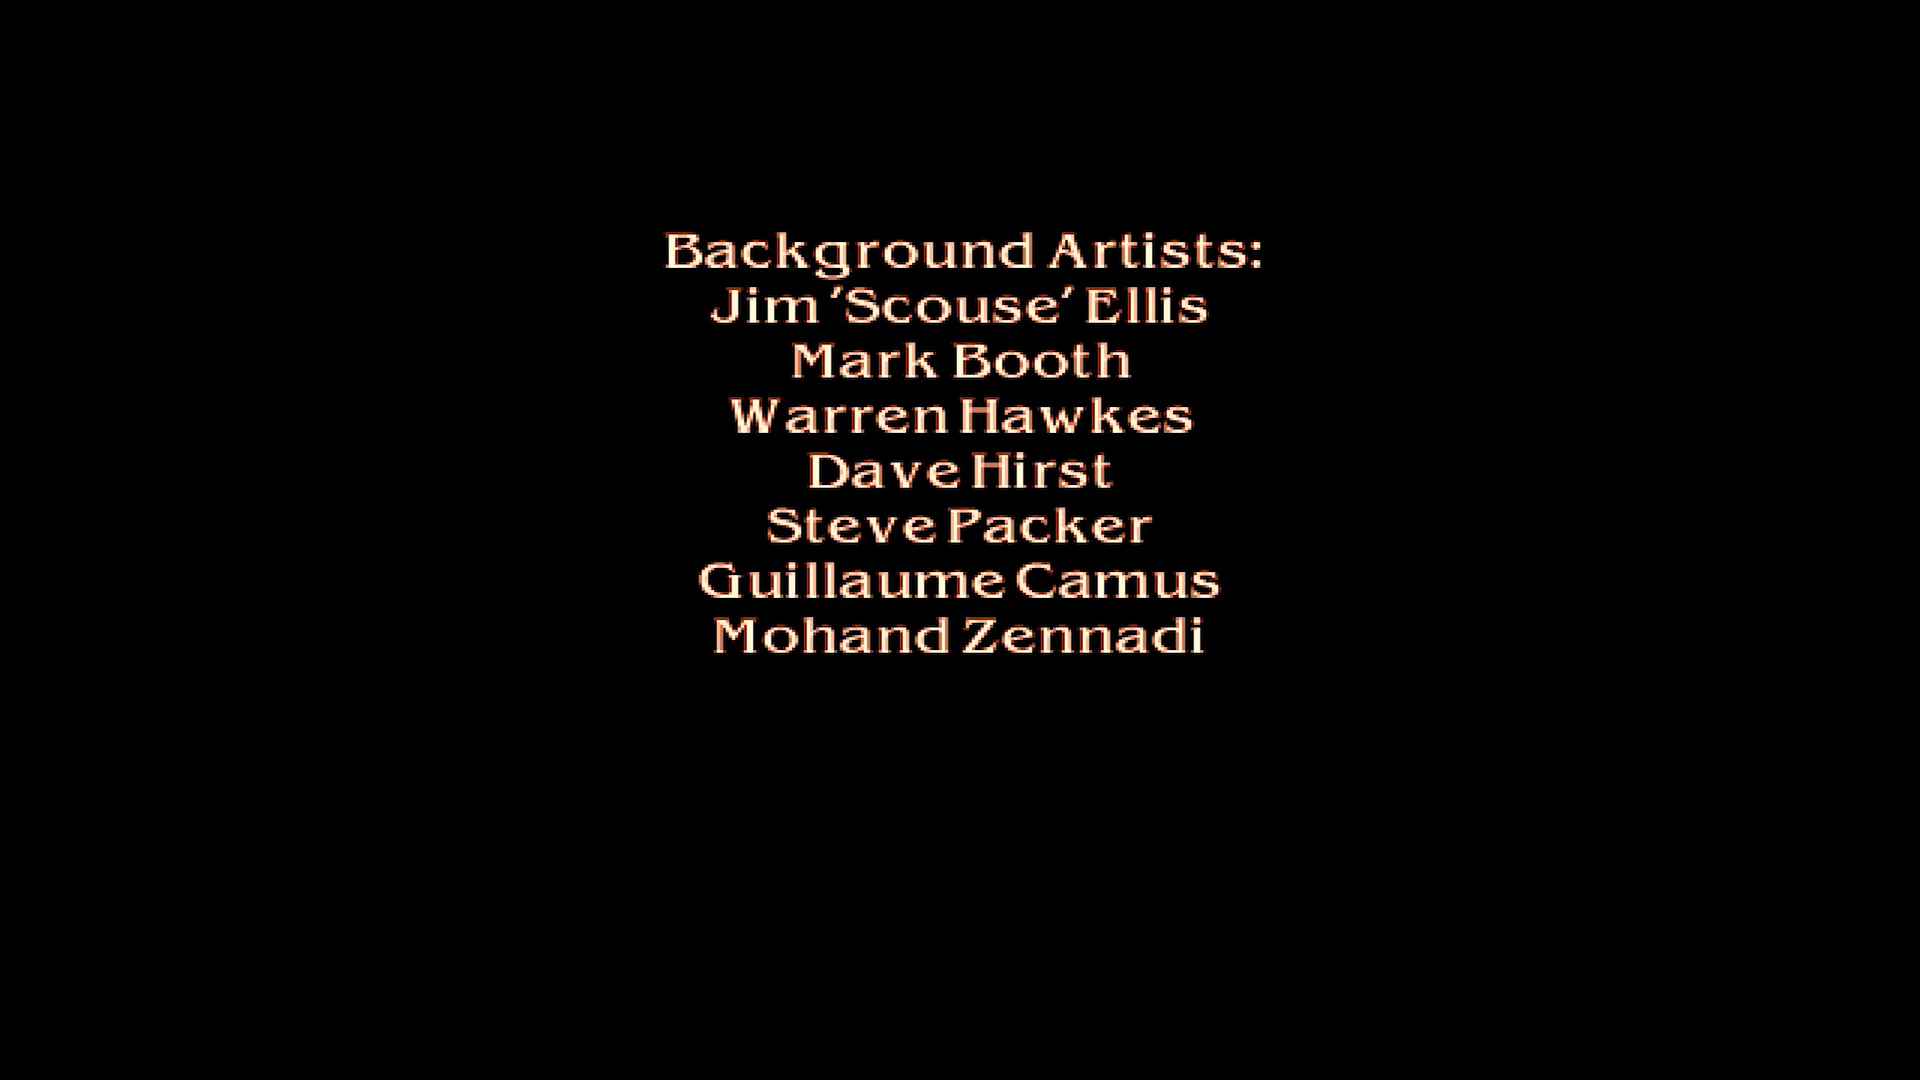 Background Artists:
Jim 'Scouse' Ellis
Mark Booth
Warren Hawkes
Dave Hirst
Steve Packer
Guillaume Camus
Mohand Zennadi